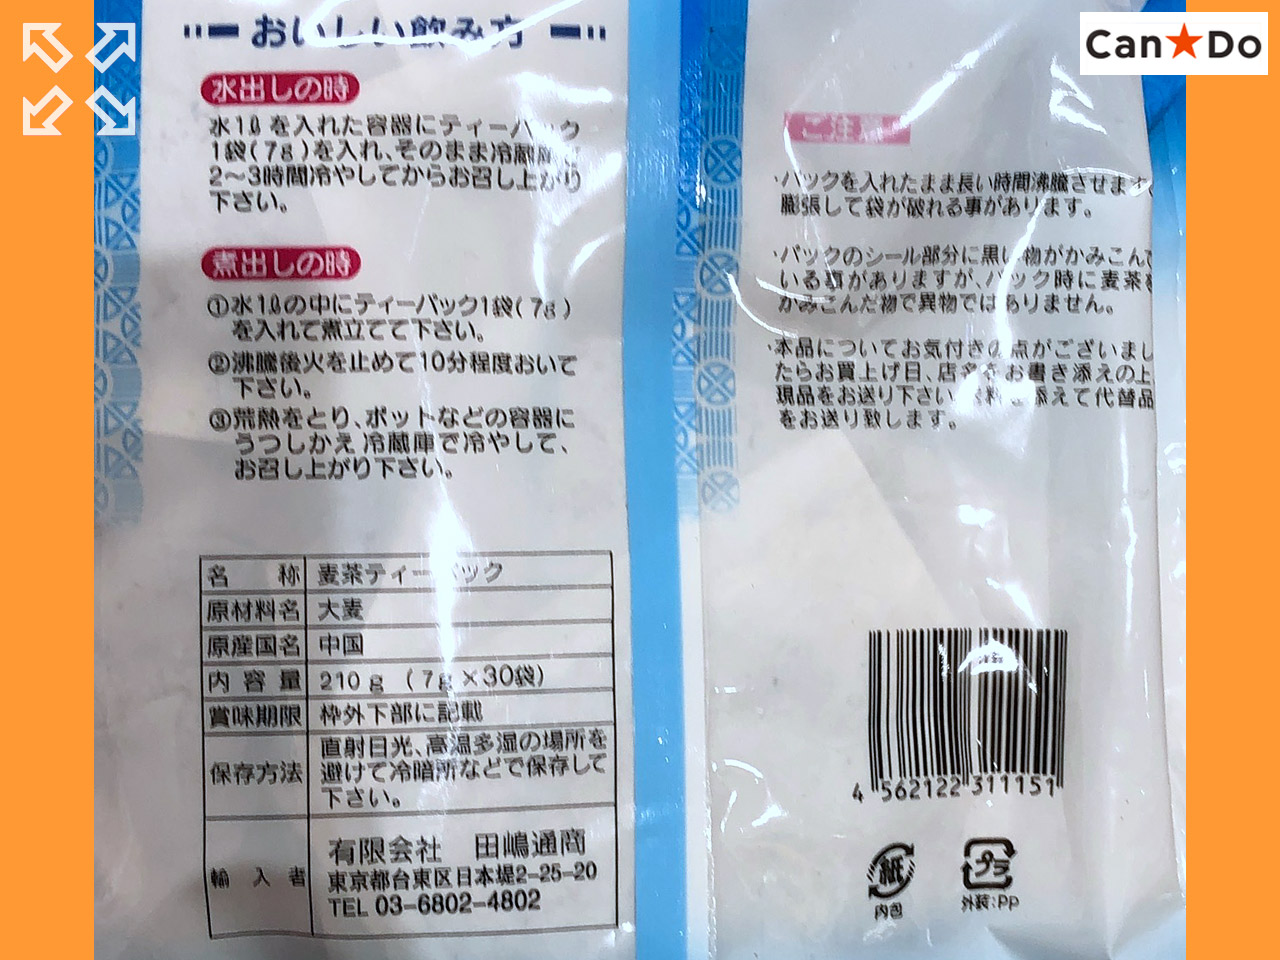 おいしい飲み方
水出しの時
水1ℓを入れた容器にティーパック
1袋(7g)を入れ、そのまま冷蔵庫で
2〜3時間冷やしてからお召し上がり
下さい。
煮出しの時
①水1ℓの中にティーパック1袋(7g)
を入れて煮立てて下さい。
②沸騰後火を止めて10分程度おいて
下さい。
③荒熱をとり、ポットなどの容器に
うつしかえ冷蔵庫で冷やして、
お召し上がり下さい。
名称 麦茶ティーパック
原材料名 大麦
原産国名 中国
内容量 210g (7g×30袋)
賞味期限 枠外下部に記載
保存方法 直射日光、高温多湿の場所を
避けて冷暗所などで保存して
下さい。
輸入者 有限会社 田嶋通商
東京都台東区日本堤2-25-20
TEL 03-6802-4802
Can★Do
ご注意
・パックを入れたまま長い時間沸騰させます
膨張して袋が破れる事があります。
・パックのシール部分に黒い物がかみこんで
いる事がありますが、パック時に麦茶を
かみこんだ物で異物ではありません。
・本品についてお気付きの点がございまし
たらお買上げ日、店名をお書き添えの上
現品をお送り下さい 送料を添えて代替品
をお送り致します。
4 562122 311151
紙
内包
プラ
外装:PP